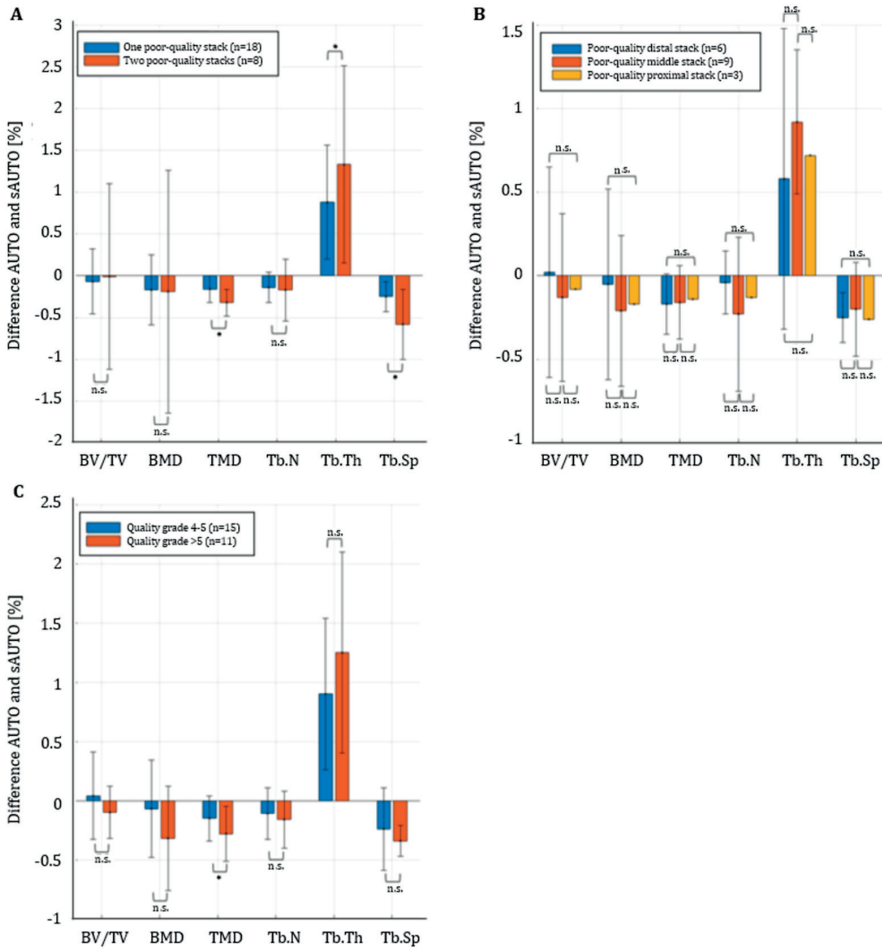 A
One poor-quality stack (n=18)
Two poor-quality stacks (n=8)
Difference AUTO and sAUTO [%]
3
2.5
2
1.5
1
0.5
0
-0.5
-1
-1.5
-2
n.s.
n.s.
*
n.s.
*
*
BV/TV BMD TMD Tb.N Tb.Th Tb.Sp
B
Poor-quality distal stack (n=6)
Poor-quality middle stack (n=9)
Poor-quality proximal stack (n=3)
Difference AUTO and sAUTO [%]
1.5
1
0.5
0
-0.5
-1
n.s.
n.s.
n.s.
n.s.
n.s.
n.s.
n.s.
n.s.
n.s. n.s.
n.s. n.s.
n.s. n.s.
n.s. n.s.
n.s.
n.s. n.s.
BV/TV BMD TMD Tb.N Tb.Th Tb.Sp
C
Quality grade 4-5 (n=15)
Quality grade >5 (n=11)
Difference AUTO and sAUTO [%]
2.5
2
1.5
1
0.5
0
-0.5
-1
n.s.
n.s.
*
n.s.
n.s.
n.s.
BV/TV BMD TMD Tb.N Tb.Th Tb.Sp